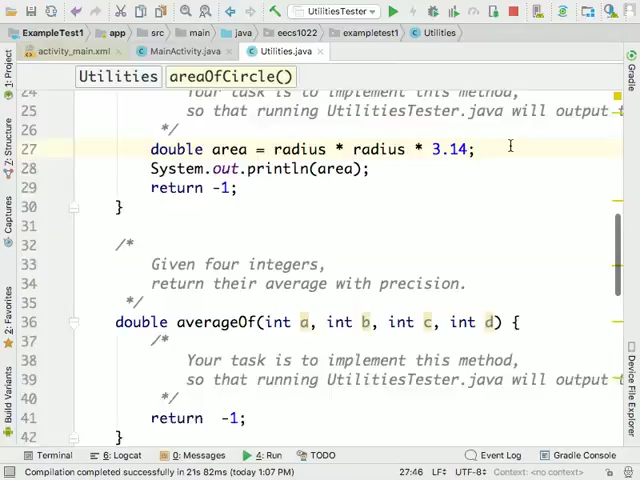 UtilitiesTester
ExampleTest1 app src main java eecs1022 exampletest1 Utilities
activity_main.xml MainActivity.java Utilities.java
Utilities areaOfCircle()
24 Your task is to implement this method,
25 so that running UtilitiesTester.java will output t
26 */
27 double area = radius * radius * 3.14;
28 System.out.println(area);
29 return -1;
30 }
31
32 /*
33 Given four integers,
34 return their average with precision.
35 */
36 double averageOf(int a, int b, int c, int d) {
37 /*
38 Your task is to implement this method,
39 so that running UtilitiesTester.java will output t
40 */
41 return -1;
42 }
1: Project
7: Structure
Captures
2: Favorites
Build Variants
Gradle
Device File Explorer
Terminal 6: Logcat 0: Messages 4: Run TODO Event Log Gradle Console
Compilation completed successfully in 21s 82ms (today 1:07 PM) 27:46 LF÷ UTF-8÷ Context: <no context>